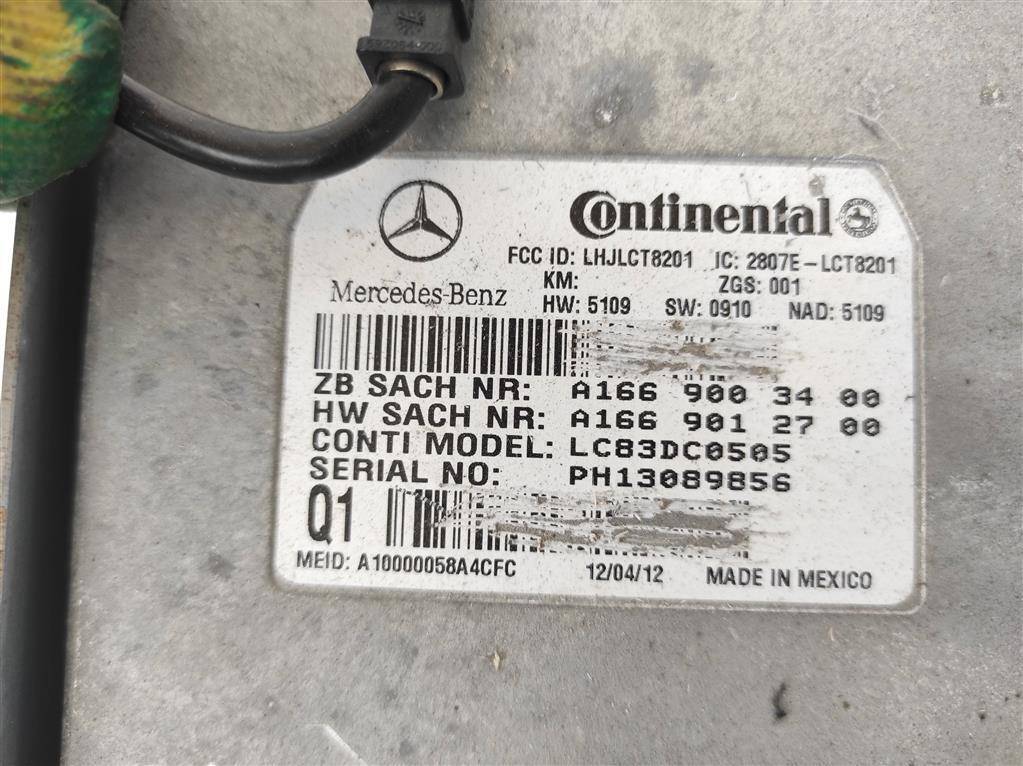 Continental
FCC ID: LHJLCT8201 IC: 2807E-LCT8201
KM: ZGS: 001
Mercedes-Benz
HW: 5109 SW: 0910 NAD: 5109
ZB SACH NR: A166 900 34 00
HW SACH NR: A166 901 27 00
CONTI MODEL: LC83DC0505
SERIAL NO: PH13089856
Q1
MEID: A10000058A4CFC 12/04/12 MADE IN MEXICO